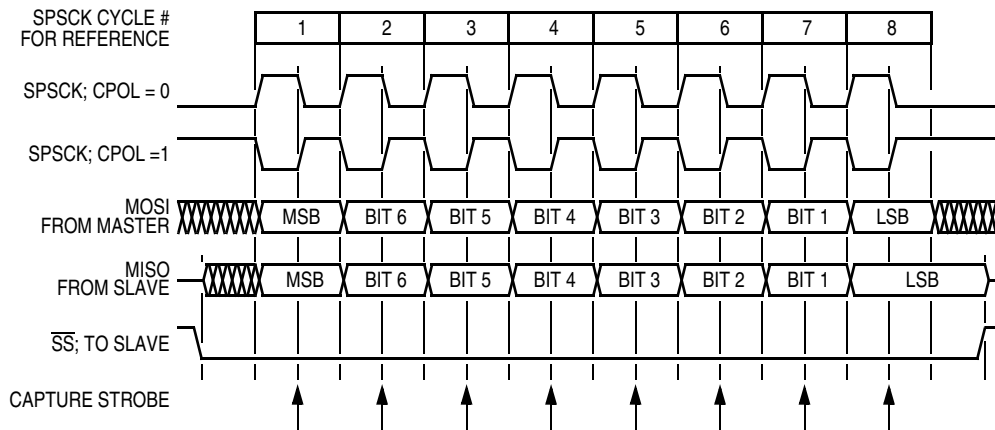 SPSCK CYCLE #
FOR REFERENCE
1 2 3 4 5 6 7 8
SPSCK; CPOL = 0
SPSCK; CPOL =1
MOSI
FROM MASTER
MSB BIT 6 BIT 5 BIT 4 BIT 3 BIT 2 BIT 1 LSB
MISO
FROM SLAVE
MSB BIT 6 BIT 5 BIT 4 BIT 3 BIT 2 BIT 1 LSB
S̅S̅; TO SLAVE
CAPTURE STROBE